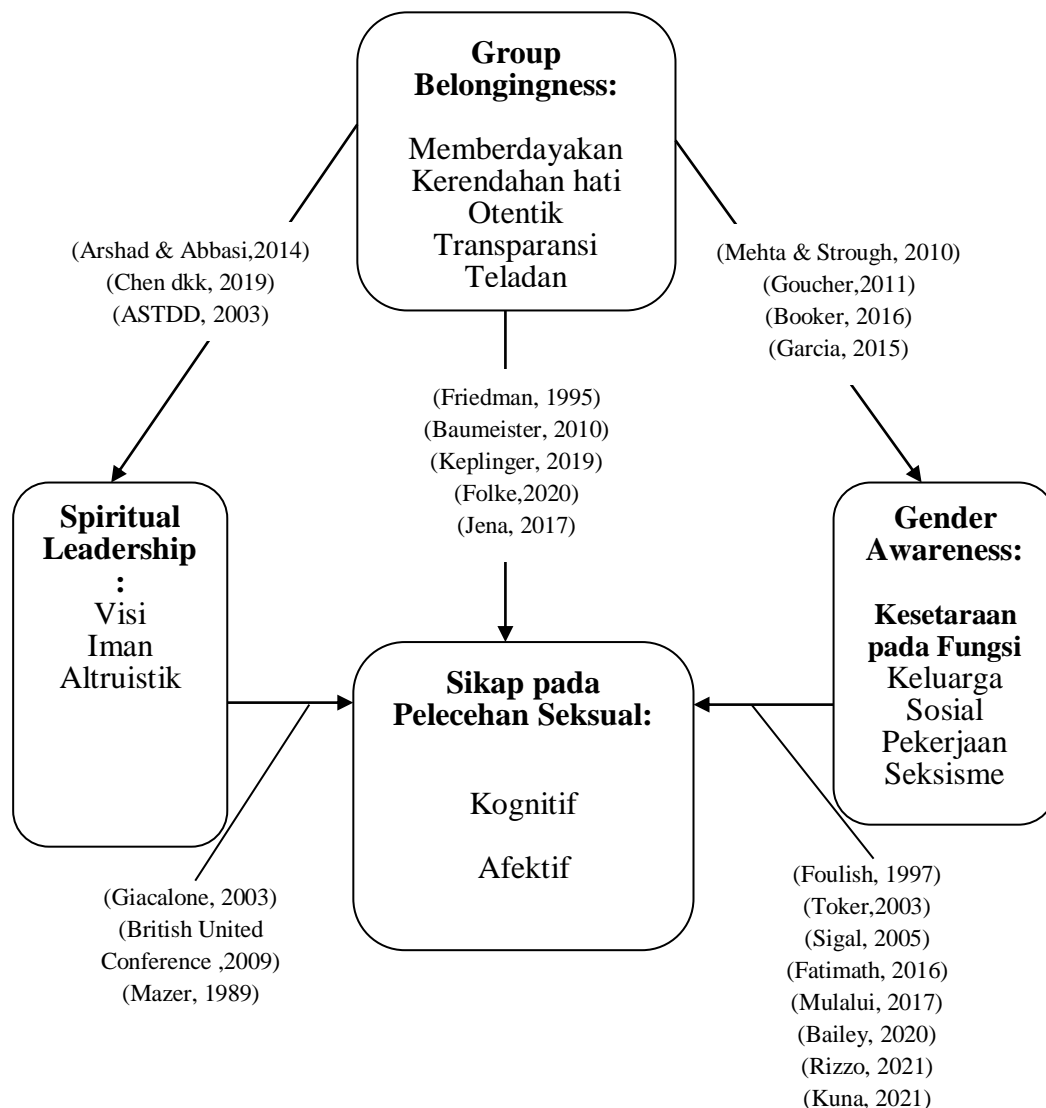 Group
Belongingness:
Memberdayakan
Kerendahan hati
Otentik
Transparansi
Teladan
(Arshad & Abbasi,2014)
(Chen dkk, 2019)
(ASTDD, 2003)
(Mehta & Strough, 2010)
(Goucher,2011)
(Booker, 2016)
(Garcia, 2015)
(Friedman, 1995)
(Baumeister, 2010)
(Keplinger, 2019)
(Folke,2020)
(Jena, 2017)
Spiritual
Leadership
:
Visi
Iman
Altruistik
Sikap pada
Pelecehan Seksual:
Kognitif
Afektif
Gender
Awareness:
Kesetaraan
pada Fungsi
Keluarga
Sosial
Pekerjaan
Seksisme
(Giacalone, 2003)
(British United
Conference ,2009)
(Mazer, 1989)
(Foulish, 1997)
(Toker,2003)
(Sigal, 2005)
(Fatimath, 2016)
(Mulalui, 2017)
(Bailey, 2020)
(Rizzo, 2021)
(Kuna, 2021)